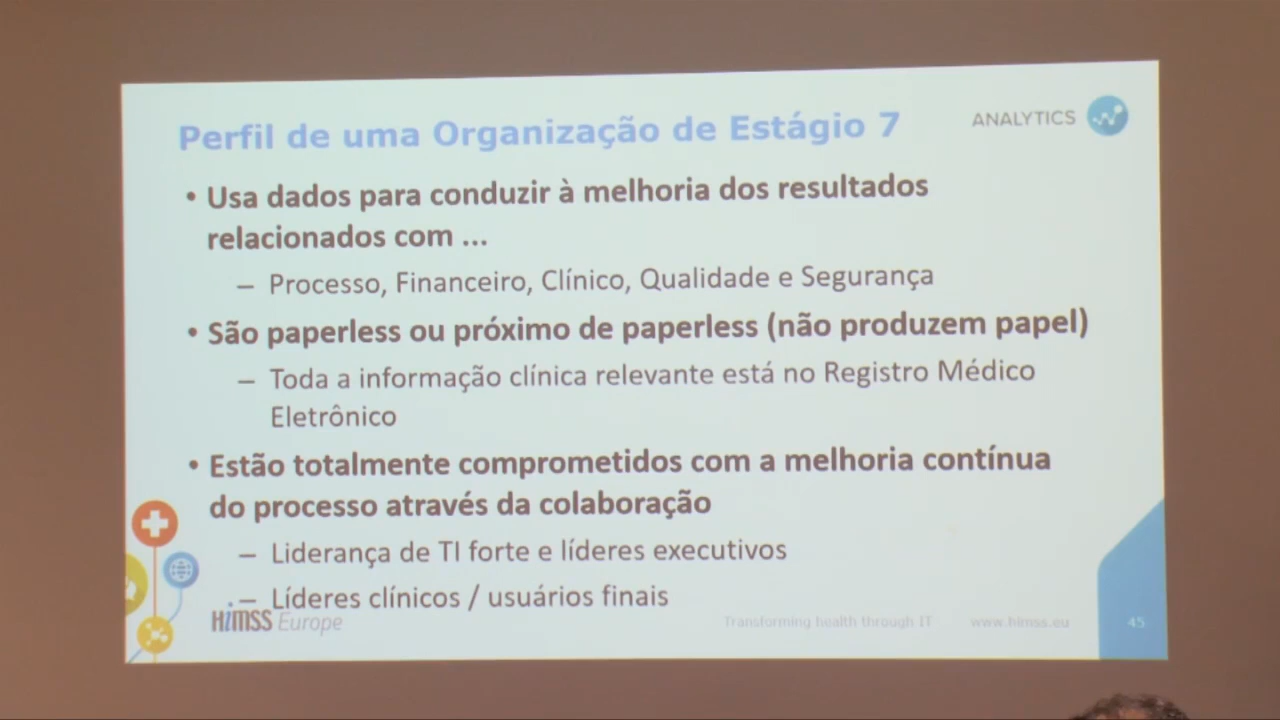 Perfil de uma Organização de Estágio 7
ANALYTICS
• Usa dados para conduzir à melhoria dos resultados
relacionados com ...
– Processo, Financeiro, Clínico, Qualidade e Segurança
• São paperless ou próximo de paperless (não produzem papel)
– Toda a informação clínica relevante está no Registro Médico
Eletrônico
• Estão totalmente comprometidos com a melhoria contínua
do processo através da colaboração
– Liderança de TI forte e líderes executivos
– Líderes clínicos / usuários finais
HiMSS Europe
Transforming health through IT
www.himss.eu
45